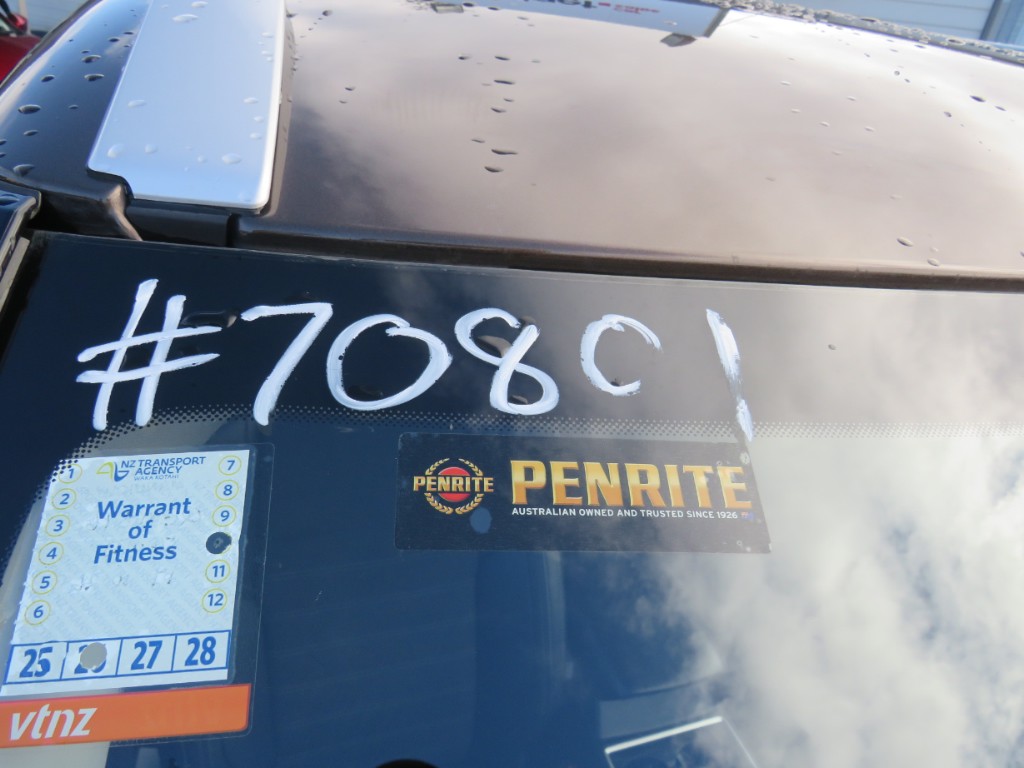 #708C1
NZ TRANSPORT
AGENCY
WAKA KOTAHI
Warrant
of
Fitness
1
2
3
4
5
6
7
8
9
11
12
25 27 28
vtnz
PENRITE
PENRITE
AUSTRALIAN OWNED AND TRUSTED SINCE 1926